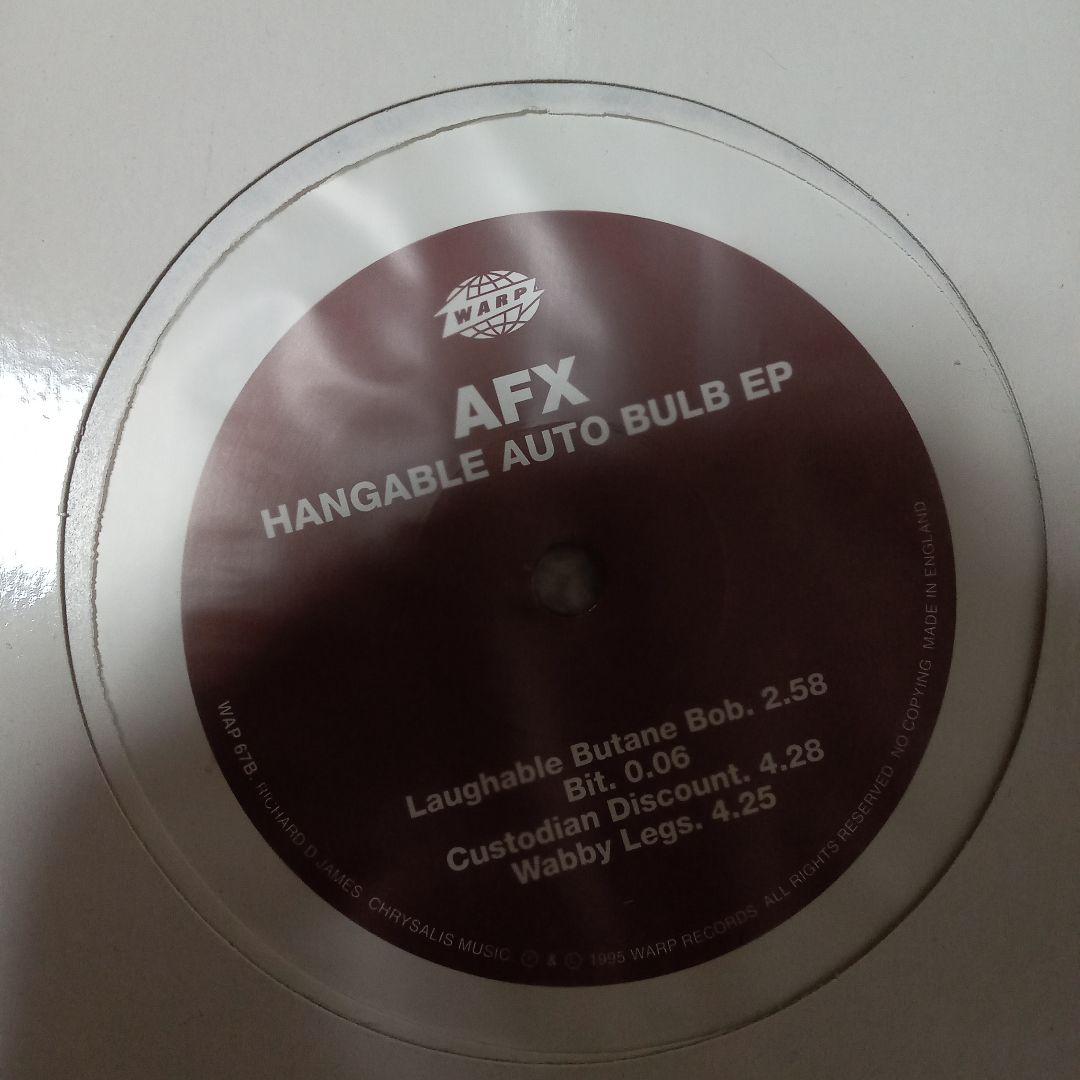 WARP
AFX
HANGABLE AUTO BULB EP
Laughable Butane Bob. 2.58
Bit. 0.06
Custodian Discount. 4.28
Wabby Legs. 4.25
WAP 67B. RICHARD D JAMES CHRYSALIS MUSIC ℗ & © 1995 WARP RECORDS ALL RIGHTS RESERVED NO COPYING MADE IN ENGLAND